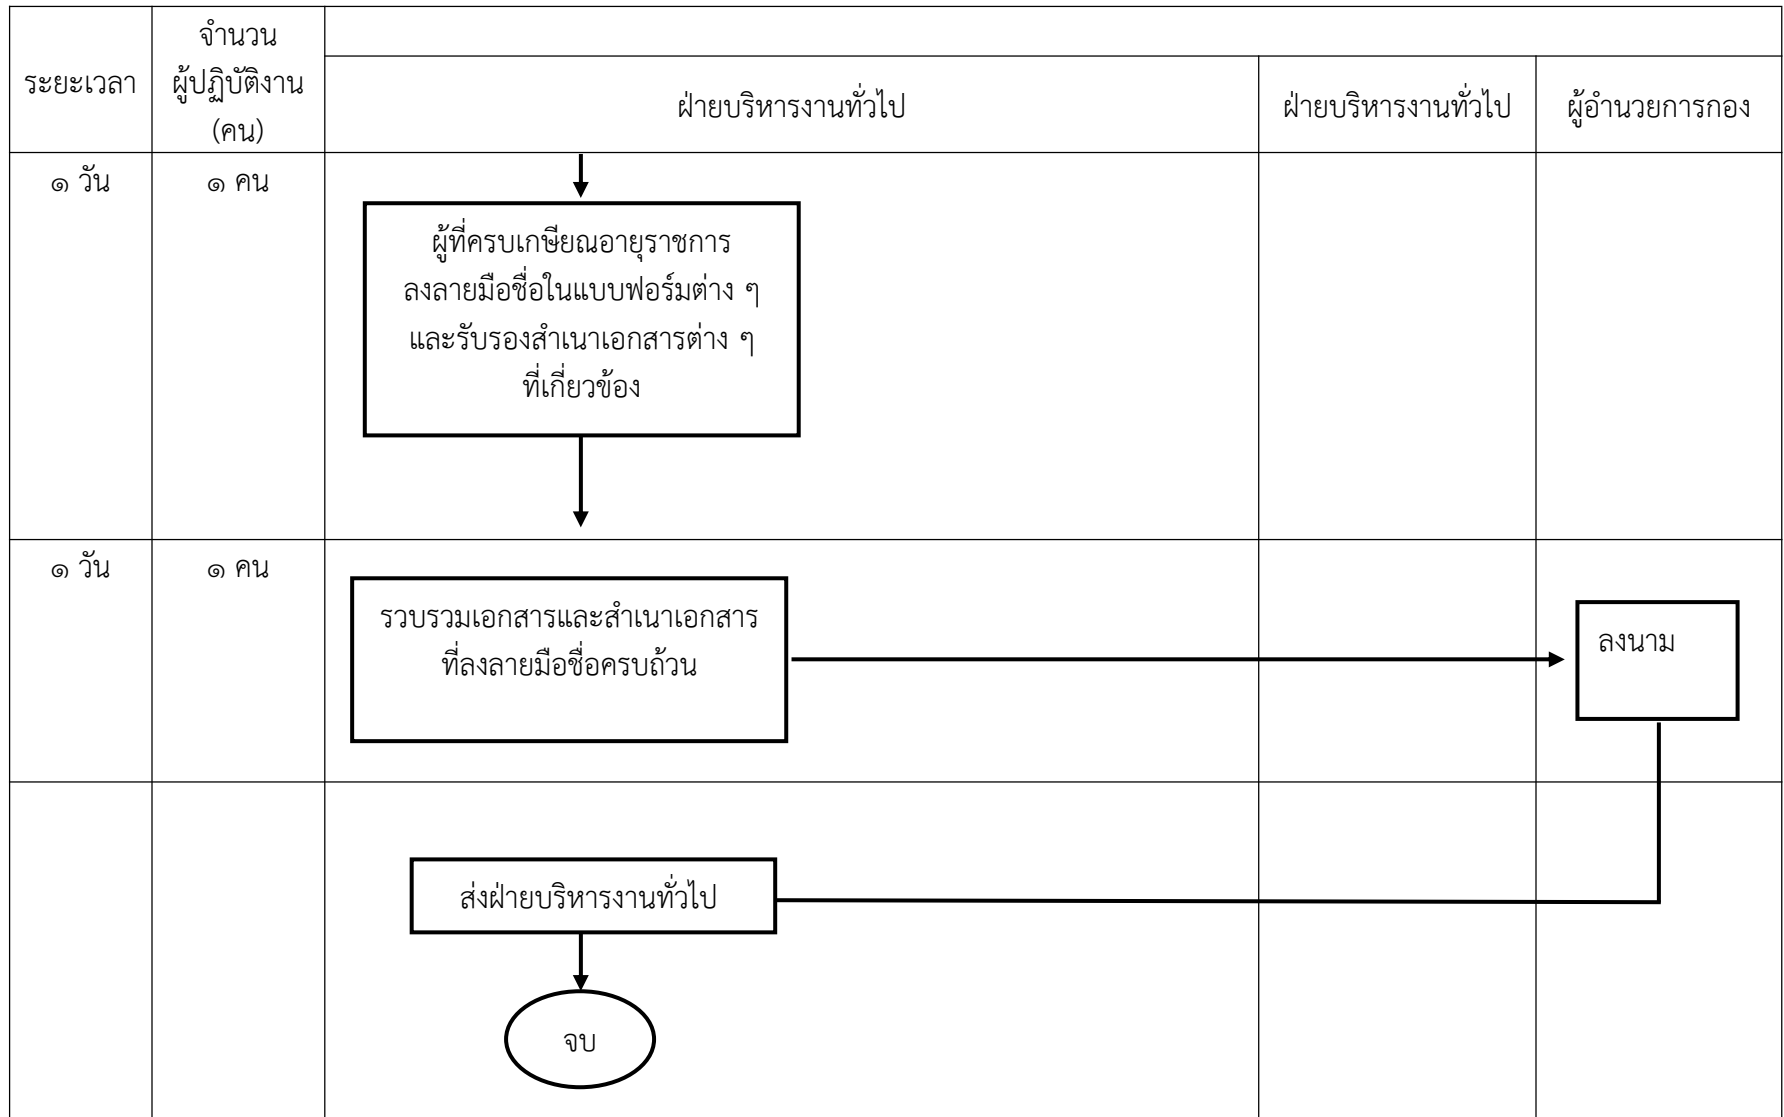 ระยะเวลา
จำนวน
ผู้ปฏิบัติงาน
(คน)
ฝ่ายบริหารงานทั่วไป
ฝ่ายบริหารงานทั่วไป
ผู้อำนวยการกอง
๑ วัน
๑ คน
ผู้ที่ครบเกษียณอายุราชการ
ลงลายมือชื่อในแบบฟอร์มต่าง ๆ
และรับรองสำเนาเอกสารต่าง ๆ
ที่เกี่ยวข้อง
๑ วัน
๑ คน
รวบรวมเอกสารและสำเนาเอกสาร
ที่ลงลายมือชื่อครบถ้วน
ลงนาม
ส่งฝ่ายบริหารงานทั่วไป
จบ